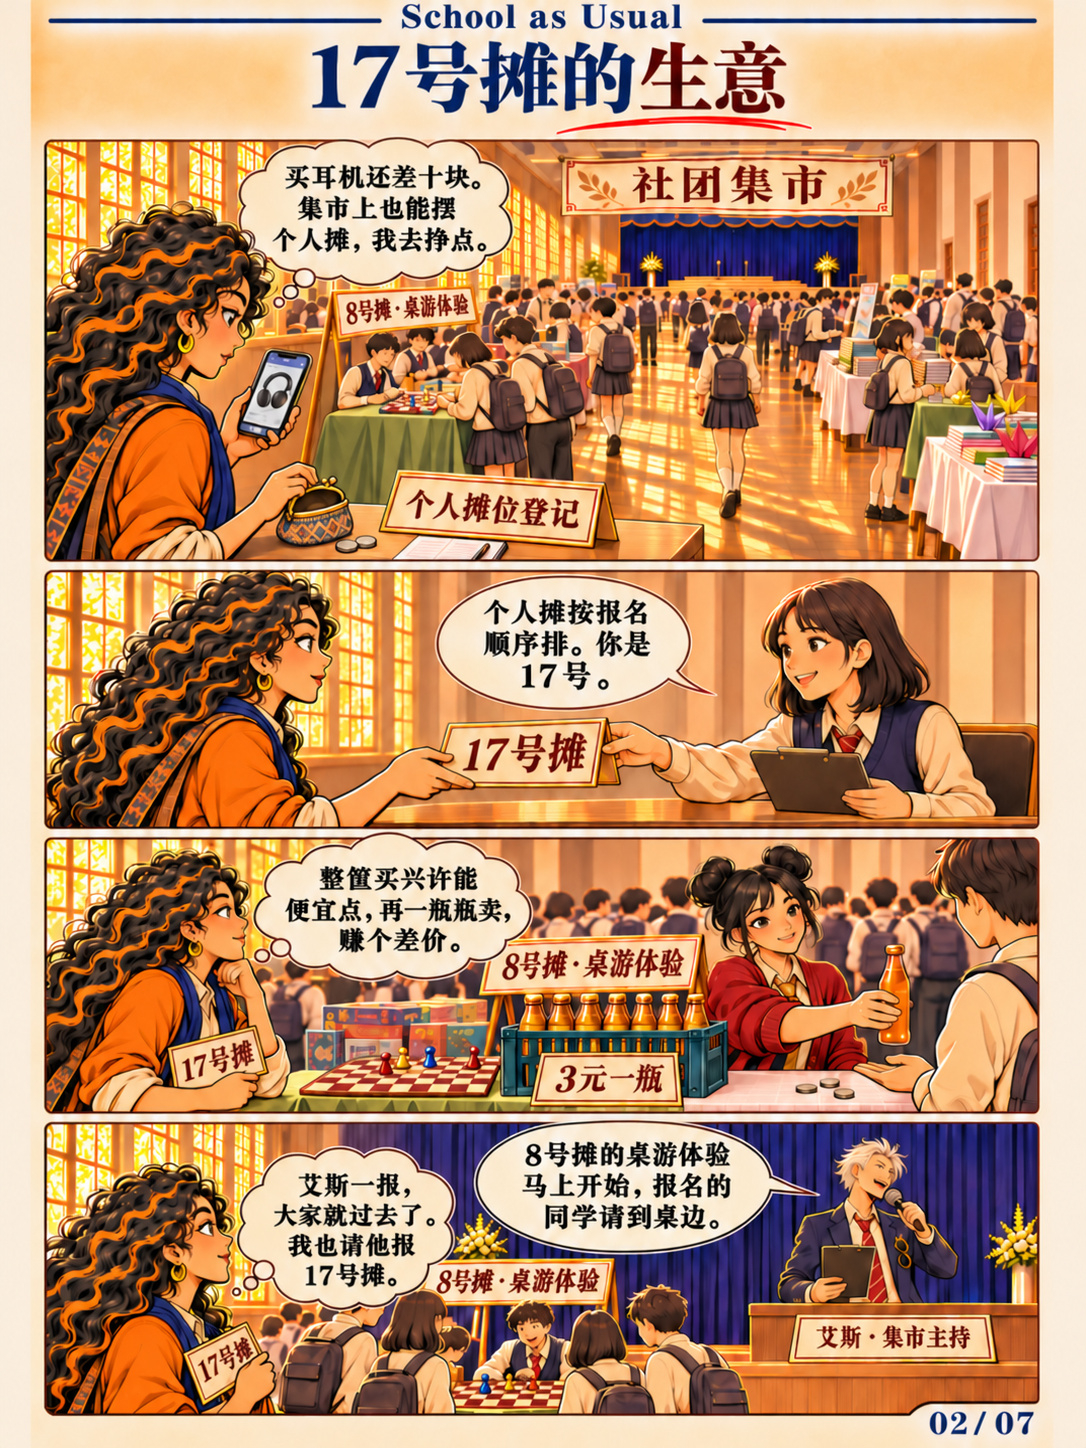 School as Usual
17号摊的生意
买耳机还差十块。
集市上也能摆
个人摊，我去挣点。
社团集市
8号摊·桌游体验
个人摊位登记
个人摊按报名
顺序排。你是
17号。
17号摊
整筐买兴许能
便宜点，再一瓶瓶卖，
赚个差价。
8号摊·桌游体验
17号摊
3元一瓶
艾斯一报，
大家就过去了。
我也请他报
17号摊。
8号摊的桌游体验
马上开始，报名的
同学请到桌边。
8号摊·桌游体验
17号摊
艾斯·集市主持
02/07